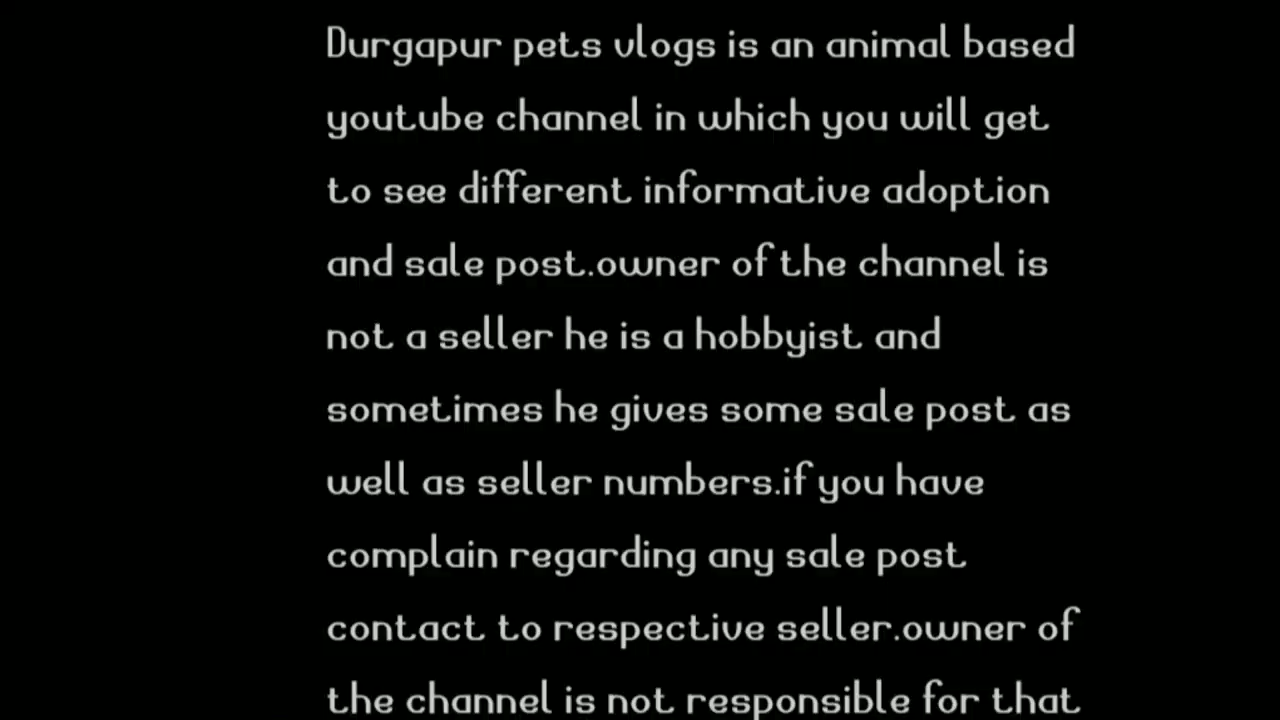 Durgapur pets vlogs is an animal based
youtube channel in which you will get
to see different informative adoption
and sale post.owner of the channel is
not a seller he is a hobbyist and
sometimes he gives some sale post as
well as seller numbers.if you have
complain regarding any sale post
contact to respective seller.owner of
the channel is not responsible for that